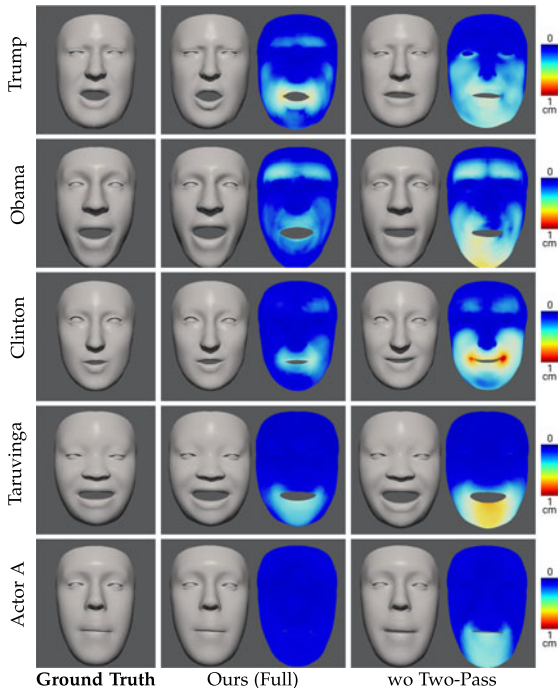 Trump
0
1
cm
Obama
0
1
cm
Clinton
0
1
cm
Taruvinga
0
1
cm
Actor A
0
1
cm
Ground Truth
Ours (Full)
wo Two-Pass